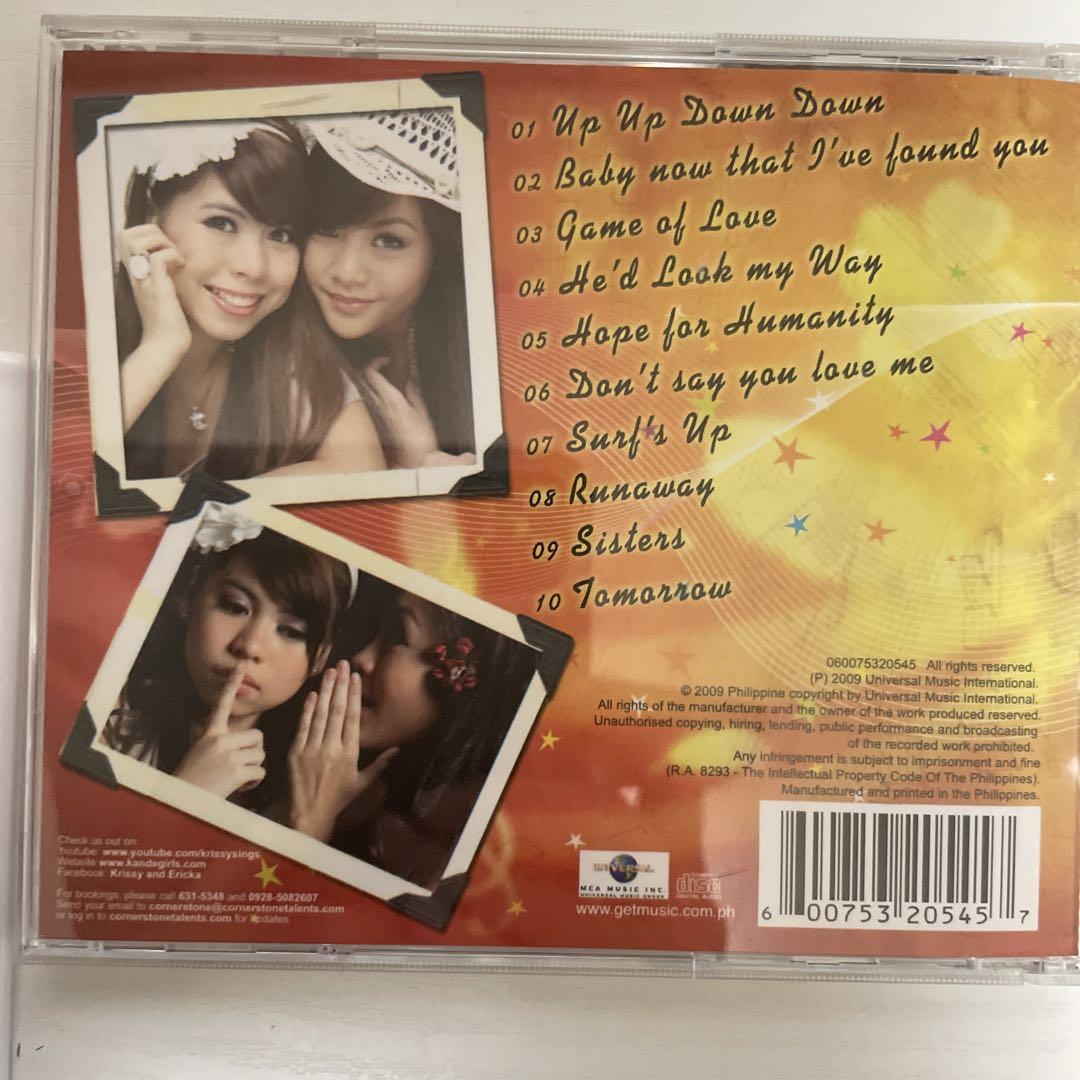 01 Up Up Down Down
02 Baby now that I've found you
03 Game of Love
04 He'd Look my Way
05 Hope for Humanity
06 Don't say you love me
07 Surf's Up
08 Runaway
09 Sisters
10 Tomorrow
060075320545 All rights reserved.
(P) 2009 Universal Music International.
© 2009 Philippine copyright by Universal Music International.
All rights of the manufacturer and the owner of the work produced reserved.
Unauthorised copying, hiring, lending, public performance and broadcasting
of the recorded work prohibited.
Any infringement is subject to imprisonment and fine
(R.A. 8293 - The Intellectual Property Code Of The Philippines).
Manufactured and printed in the Philippines.
Check us out on:
Youtube: www.youtube.com/krissysings
Website www.kandegirls.com
Facebook: Krissy and Ericka
For bookings, please call 631-5348 and 0928-5082607
Send your email to cornerstone@cornerstonetalents.com
or log in to cornerstonetalents.com for updates
UNIVERSAL
MCA MUSIC INC.
UNIVERSAL MUSIC GROUP
www.getmusic.com.ph
COMPACT
disc
DIGITAL AUDIO
6 00753 20545 7